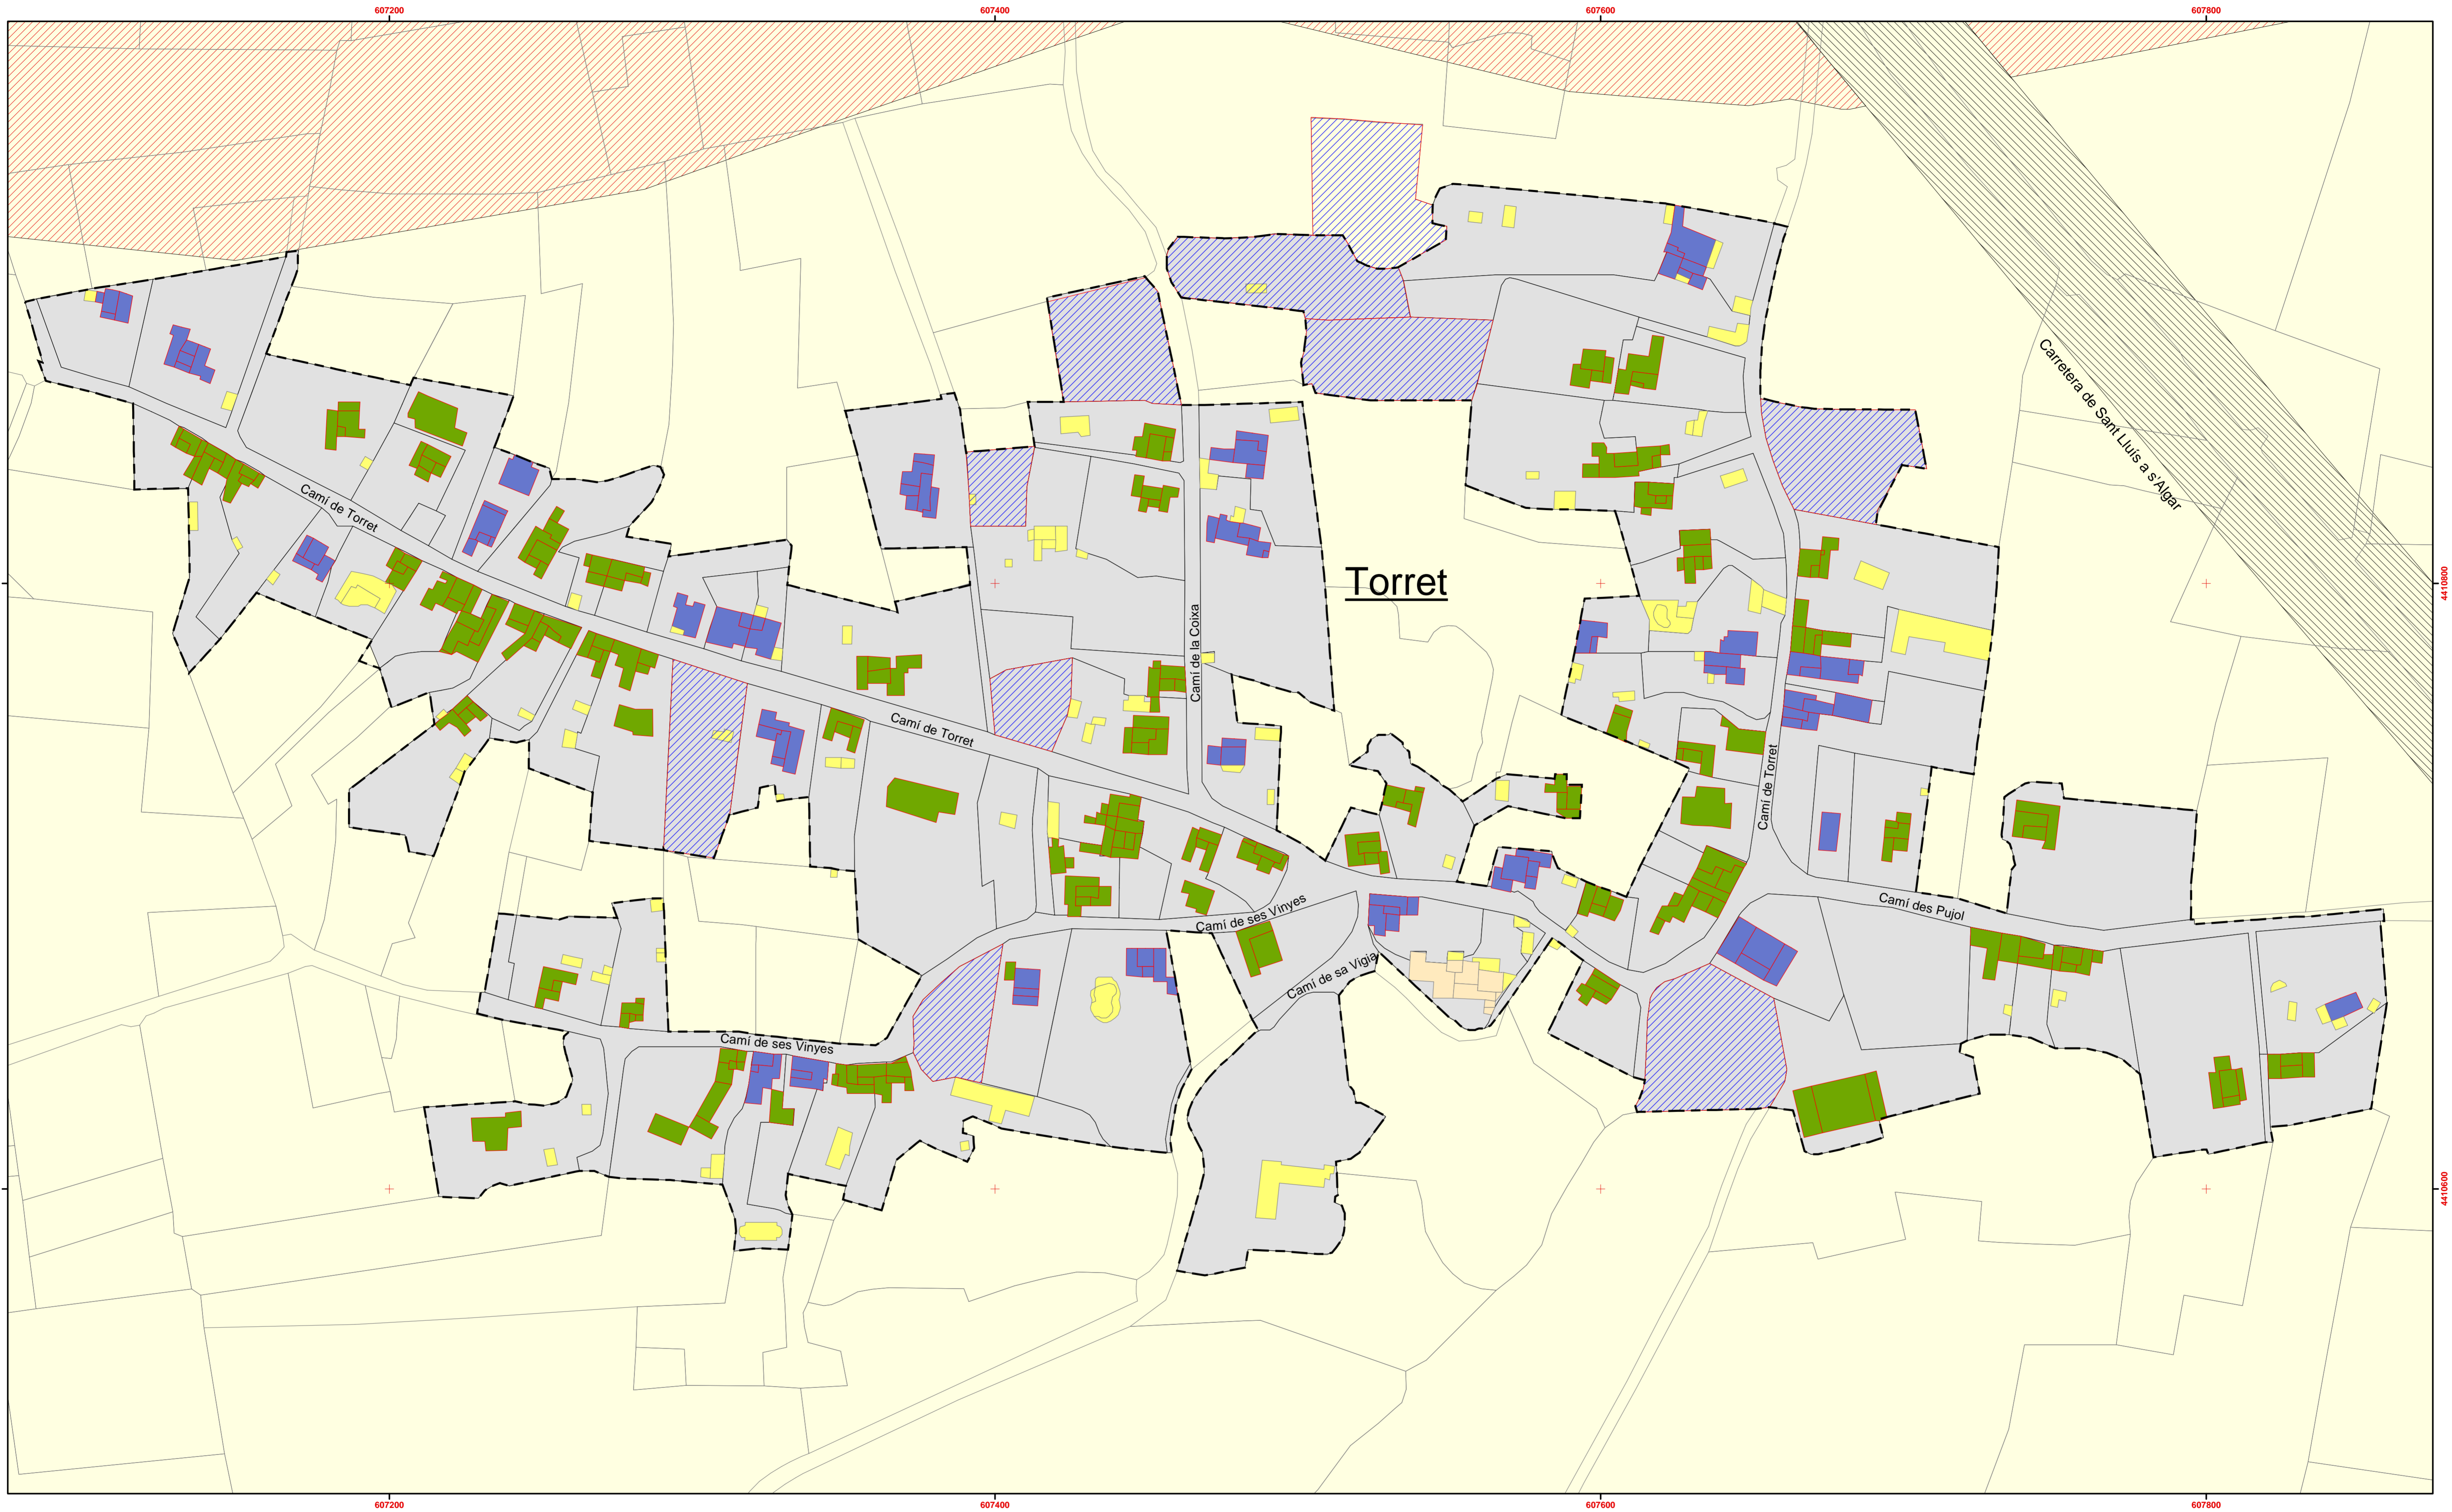 607200
607400
607600
607800
Carretera de Sant Lluís a s'Algar
Camí de Torret
Torret
4410800
Camí de la Coixa
Camí de Torret
Camí de Torret
Camí de ses Vinyes
Camí des Pujol
Camí de sa Vigia
Camí de ses Vinyes
4410600
607200
607400
607600
607800